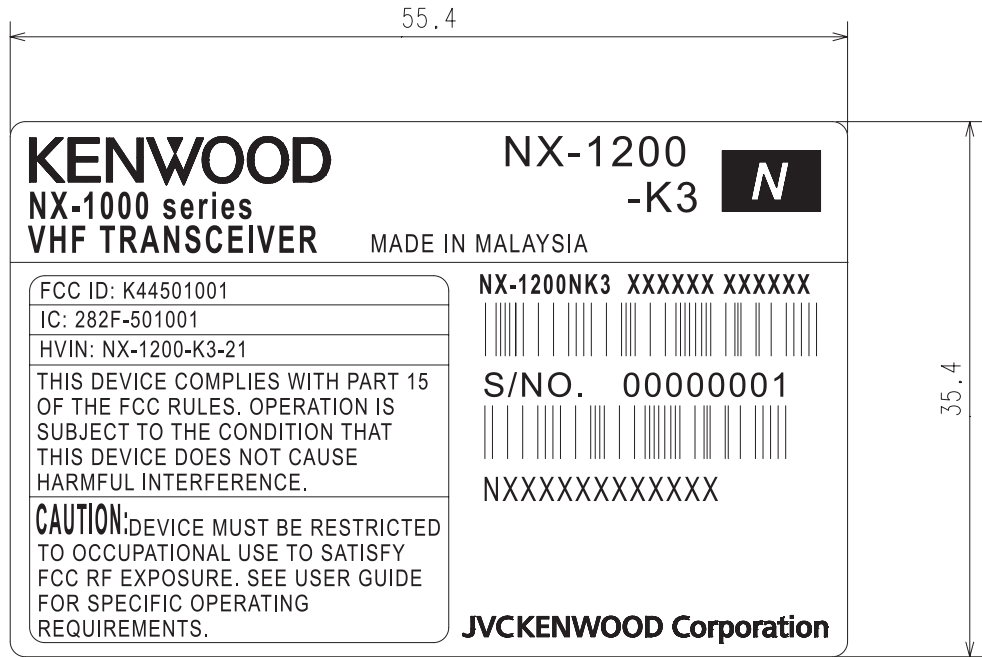 55.4
KENWOOD
NX-1000 series
VHF TRANSCEIVER
MADE IN MALAYSIA
NX-1200
-K3
N
FCC ID: K44501001
IC: 282F-501001
HVIN: NX-1200-K3-21
THIS DEVICE COMPLIES WITH PART 15
OF THE FCC RULES. OPERATION IS
SUBJECT TO THE CONDITION THAT
THIS DEVICE DOES NOT CAUSE
HARMFUL INTERFERENCE.
CAUTION:DEVICE MUST BE RESTRICTED
TO OCCUPATIONAL USE TO SATISFY
FCC RF EXPOSURE. SEE USER GUIDE
FOR SPECIFIC OPERATING
REQUIREMENTS.
NX-1200NK3 XXXXXX XXXXXX
S/NO. 00000001
NXXXXXXXXXXXX
JVCKENWOOD Corporation
35.4